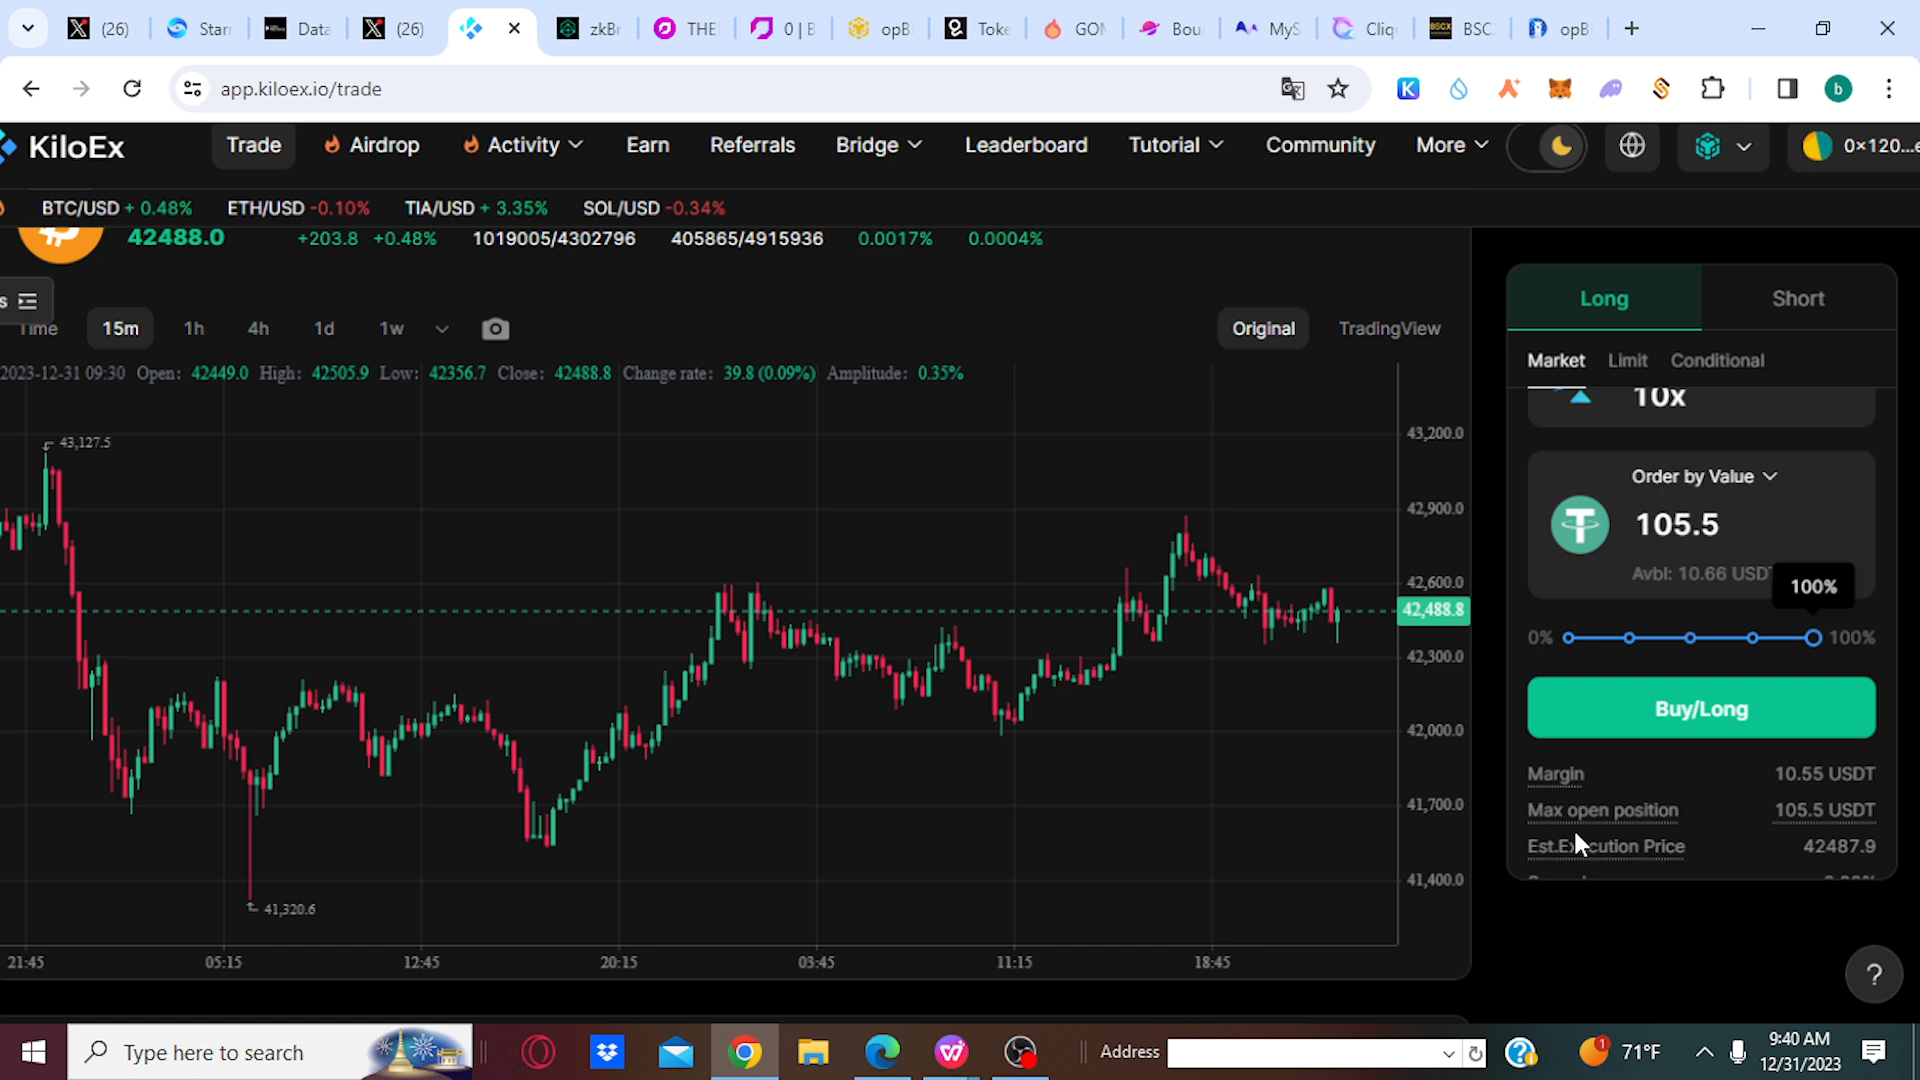 (26)
Starr
Data
(26)
zkBr
THE
0 | B
opB
Toke
GON
Bou
MyS
Cliq
BSC
opB
app.kiloex.io/trade
KiloEx
Trade
Airdrop
Activity
Earn
Referrals
Bridge
Leaderboard
Tutorial
Community
More
0×120...e
BTC/USD + 0.48%
ETH/USD -0.10%
TIA/USD + 3.35%
SOL/USD -0.34%
42488.0
+203.8 +0.48%
1019005/4302796
405865/4915936
0.0017%
0.0004%
s
Time
15m
1h
4h
1d
1w
Original
TradingView
2023-12-31 09:30 Open: 42449.0 High: 42505.9 Low: 42356.7 Close: 42488.8 Change rate: 39.8 (0.09%) Amplitude: 0.35%
43,127.5
41,320.6
43,200.0
42,900.0
42,600.0
42,488.8
42,300.0
42,000.0
41,700.0
41,400.0
21:45
05:15
12:45
20:15
03:45
11:15
18:45
Long
Short
Market
Limit
Conditional
10x
Order by Value
105.5
Avbl: 10.66 USDT
100%
0%
100%
Buy/Long
Margin
10.55 USDT
Max open position
105.5 USDT
Est.Execution Price
42487.9
Type here to search
Address
1
71°F
9:40 AM
12/31/2023